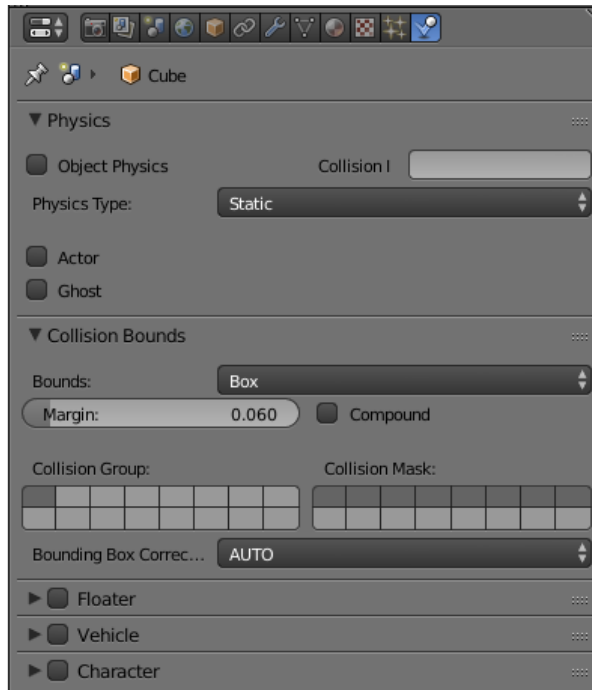 Cube
Physics
Object Physics Collision I
Physics Type: Static
Actor
Ghost
Collision Bounds
Bounds: Box
Margin: 0.060 Compound
Collision Group: Collision Mask:
Bounding Box Correc... AUTO
Floater
Vehicle
Character